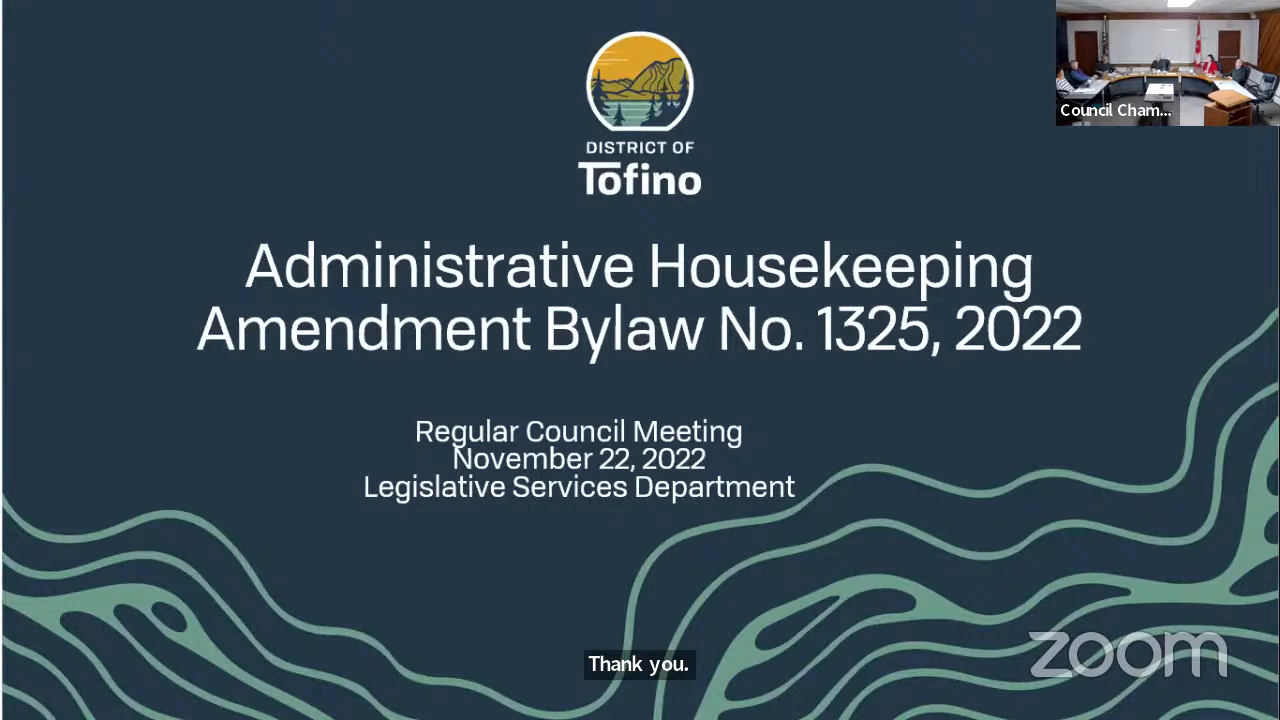 Council Cham...
DISTRICT OF
Tofino
Administrative Housekeeping
Amendment Bylaw No. 1325, 2022
Regular Council Meeting
November 22, 2022
Legislative Services Department
zoom
Thank you.